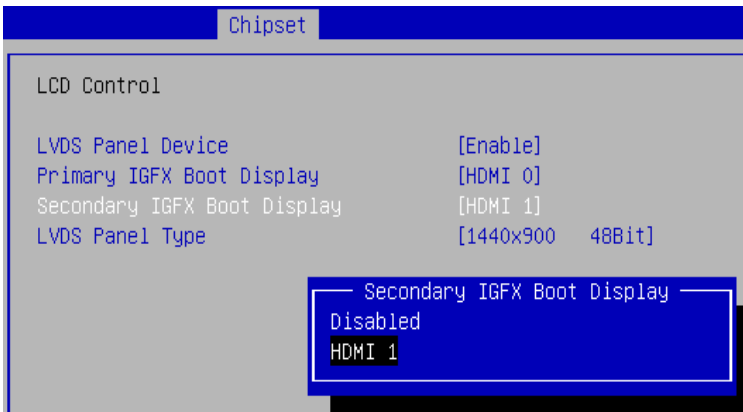 Chipset
LCD Control
LVDS Panel Device [Enable]
Primary IGFX Boot Display [HDMI 0]
Secondary IGFX Boot Display [HDMI 1]
LVDS Panel Type [1440x900 48Bit]
Secondary IGFX Boot Display
Disabled
HDMI 1